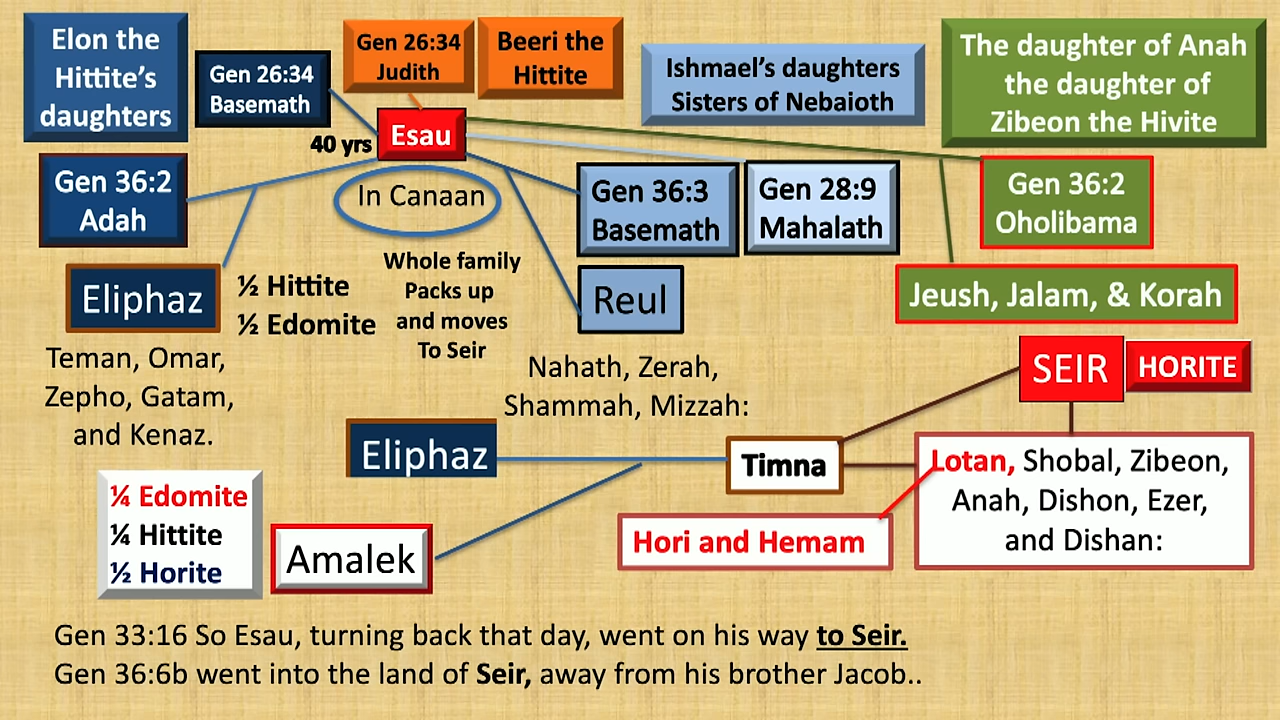 Elon the
Hittite's
daughters
Gen 26:34
Basemath
Gen 26:34
Judith
Beeri the
Hittite
Ishmael's daughters
Sisters of Nebaioth
The daughter of Anah
the daughter of
Zibeon the Hivite
40 yrs
Esau
Gen 36:2
Adah
In Canaan
Gen 36:3
Basemath
Gen 28:9
Mahalath
Gen 36:2
Oholibama
Eliphaz
½ Hittite
½ Edomite
Whole family
Packs up
and moves
To Seir
Reul
Jeush, Jalam, & Korah
Teman, Omar,
Zepho, Gatam,
and Kenaz.
Nahath, Zerah,
Shammah, Mizzah:
SEIR
HORITE
Eliphaz
Timna
Lotan, Shobal, Zibeon,
Anah, Dishon, Ezer,
and Dishan:
¼ Edomite
¼ Hittite
½ Horite
Amalek
Hori and Hemam
Gen 33:16 So Esau, turning back that day, went on his way to Seir.
Gen 36:6b went into the land of Seir, away from his brother Jacob..